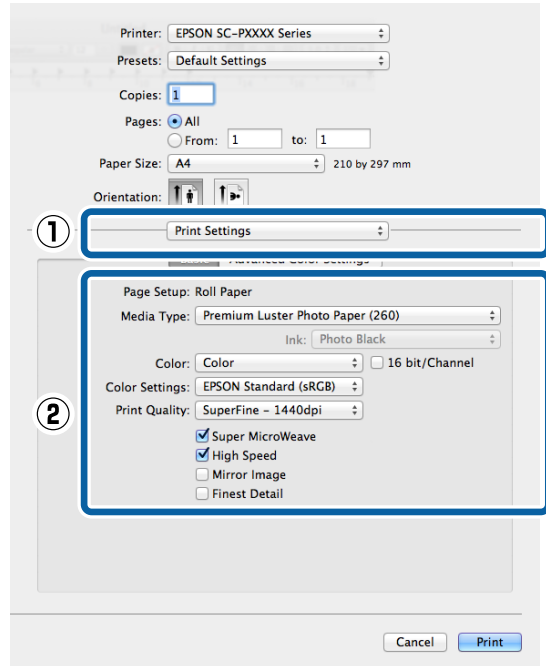 Printer: EPSON SC-PXXXX Series
Presets: Default Settings
Copies: 1
Pages: All
From: 1 to: 1
Paper Size: A4 210 by 297 mm
Orientation:
1 Print Settings
Advanced Color Settings
Page Setup: Roll Paper
Media Type: Premium Luster Photo Paper (260)
Ink: Photo Black
Color: Color 16 bit/Channel
Color Settings: EPSON Standard (sRGB)
2 Print Quality: SuperFine – 1440dpi
Super MicroWeave
High Speed
Mirror Image
Finest Detail
Cancel Print